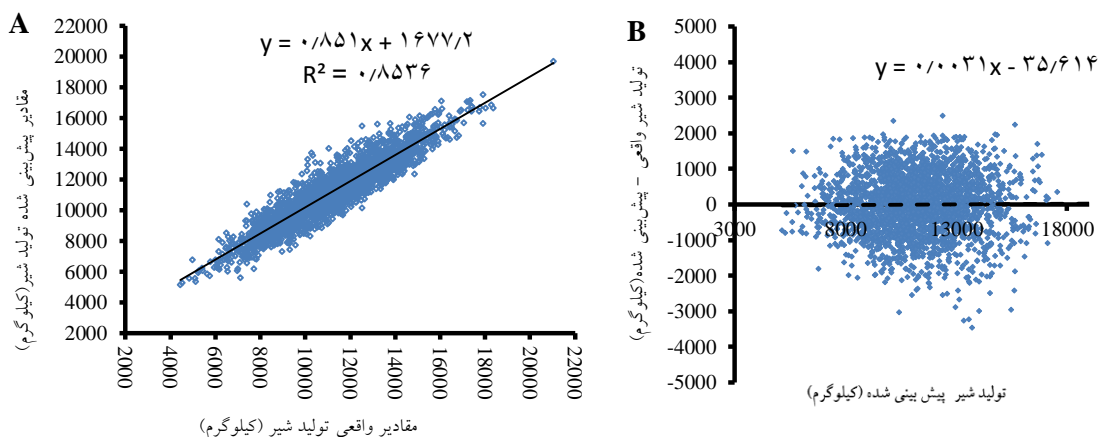 A
y = ۰/۸۵۱x + ۱۶۷۷/۲
R² = ۰/۸۵۳۶
مقادیر پیش‌بینی شده تولید شیر(کیلوگرم)
22000
20000
18000
16000
14000
12000
10000
8000
6000
4000
2000
2000 4000 6000 8000 10000 12000 14000 16000 18000 20000 22000
مقادیر واقعی تولید شیر (کیلوگرم)
B
y = ۰/۰۰۳۱x - ۳۵/۶۱۴
تولید شیر واقعی - پیش‌بینی شده(کیلوگرم)
5000
4000
3000
2000
1000
0
-1000
-2000
-3000
-4000
-5000
3000 8000 13000 18000
تولید شیر پیش بینی شده (کیلوگرم)